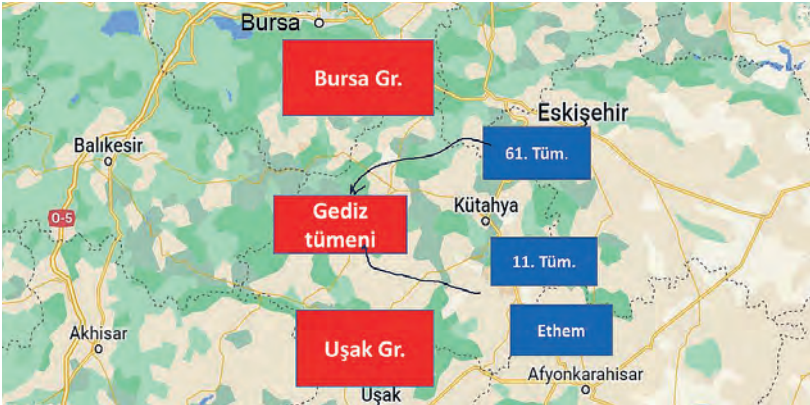 Bursa
Bursa Gr.
Eskişehir
61. Tüm.
Balıkesir
Kütahya
Gediz
tümeni
O-5
11. Tüm.
Ethem
Uşak Gr.
Akhisar
Afyonkarahisar
Uşak